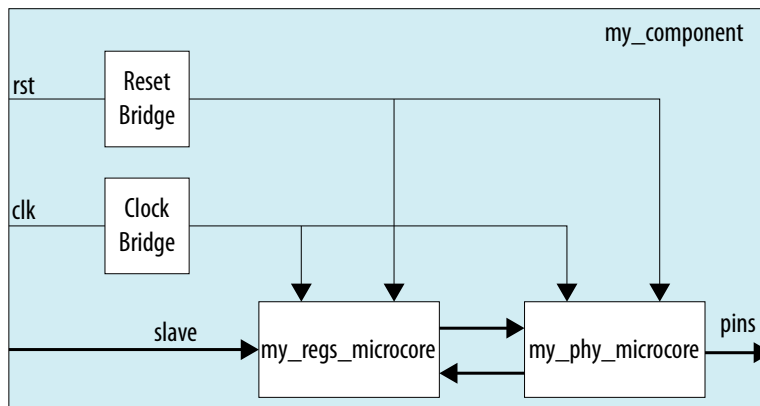 my_component
rst
Reset
Bridge
clk
Clock
Bridge
slave
my_regs_microcore
my_phy_microcore
pins